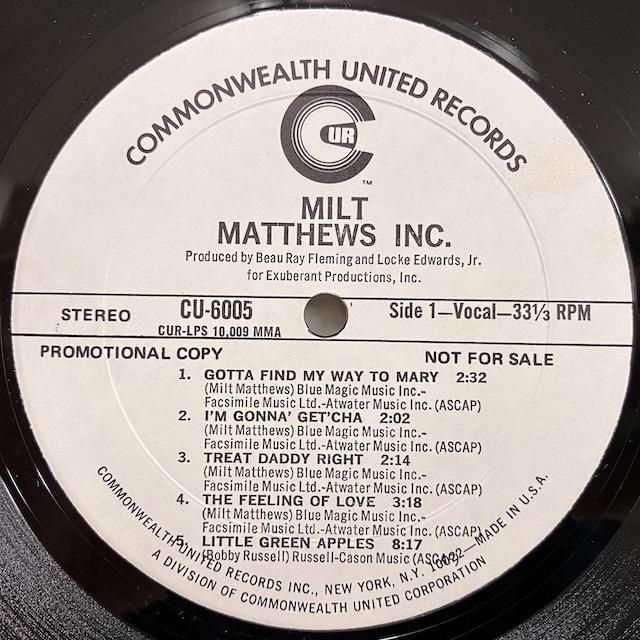 COMMONWEALTH UNITED RECORDS
CUR
™
MILT
MATTHEWS INC.
Produced by Beau Ray Fleming and Locke Edwards, Jr.
for Exuberant Productions, Inc.
STEREO
CU-6005
CUR-LPS 10,009 MMA
Side 1—Vocal—33⅓ RPM
PROMOTIONAL COPY
NOT FOR SALE
1. GOTTA FIND MY WAY TO MARY 2:32
(Milt Matthews) Blue Magic Music Inc.-
Facsimile Music Ltd.-Atwater Music Inc. (ASCAP)
2. I'M GONNA' GET'CHA 2:02
(Milt Matthews) Blue Magic Music Inc.-
Facsimile Music Ltd.-Atwater Music Inc. (ASCAP)
3. TREAT DADDY RIGHT 2:14
(Milt Matthews) Blue Magic Music Inc.-
Facsimile Music Ltd.-Atwater Music Inc. (ASCAP)
4. THE FEELING OF LOVE 3:18
(Milt Matthews) Blue Magic Music Inc.-
Facsimile Music Ltd.-Atwater Music Inc. (ASCAP)
5. LITTLE GREEN APPLES 8:17
(Bobby Russell) Russell-Cason Music (ASCAP)
COMMONWEALTH UNITED RECORDS INC., NEW YORK, N.Y. 10022—MADE IN U.S.A.
A DIVISION OF COMMONWEALTH UNITED CORPORATION